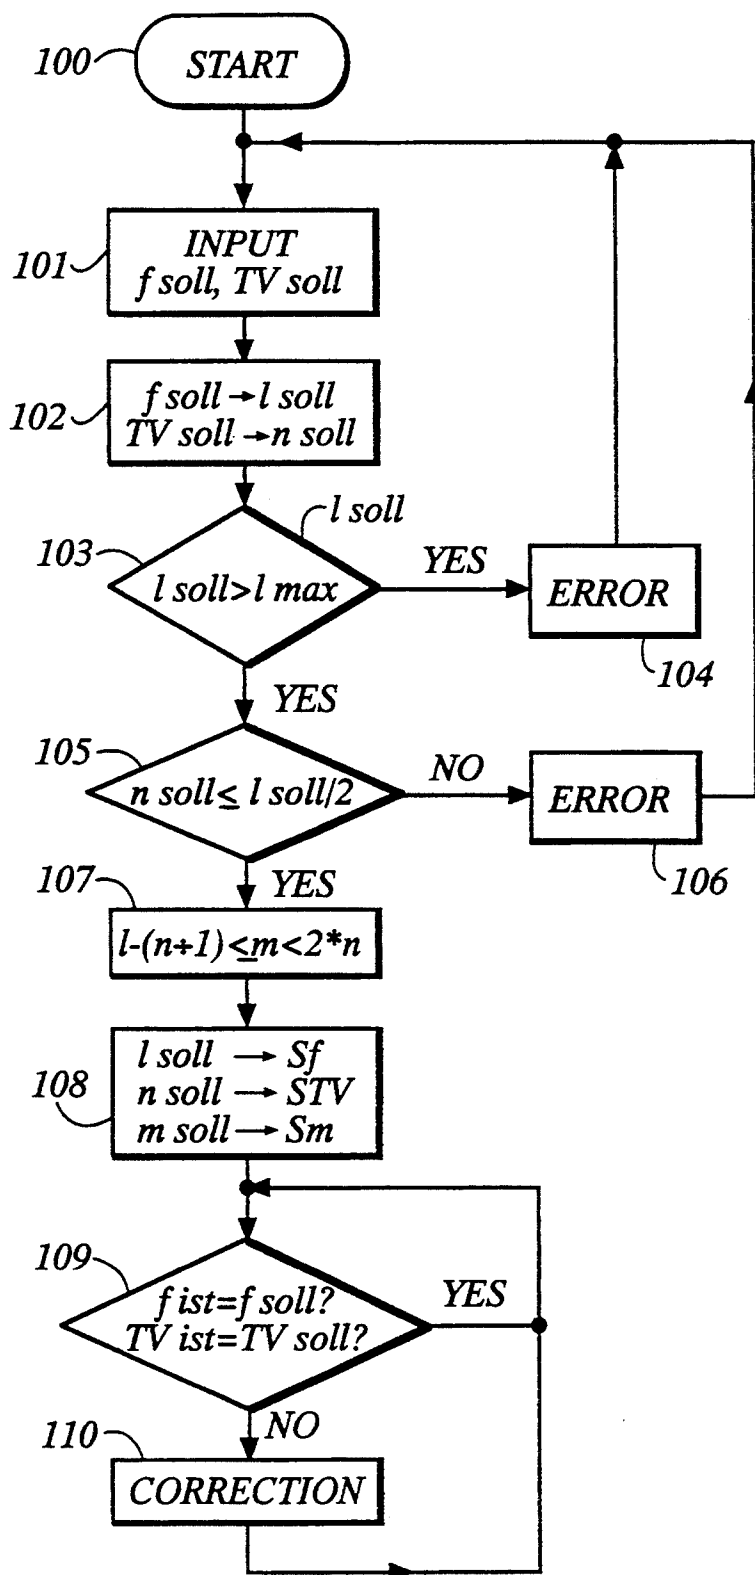 100
START
101
INPUT
f soll, TV soll
102
f soll → l soll
TV soll → n soll
l soll
103
l soll>l max
YES
ERROR
104
YES
105
n soll ≤ l soll/2
NO
ERROR
106
107
YES
l-(n+1) ≤m<2*n
108
l soll → Sf
n soll → STV
m soll → Sm
109
f ist=f soll?
TV ist=TV soll?
YES
NO
110
CORRECTION